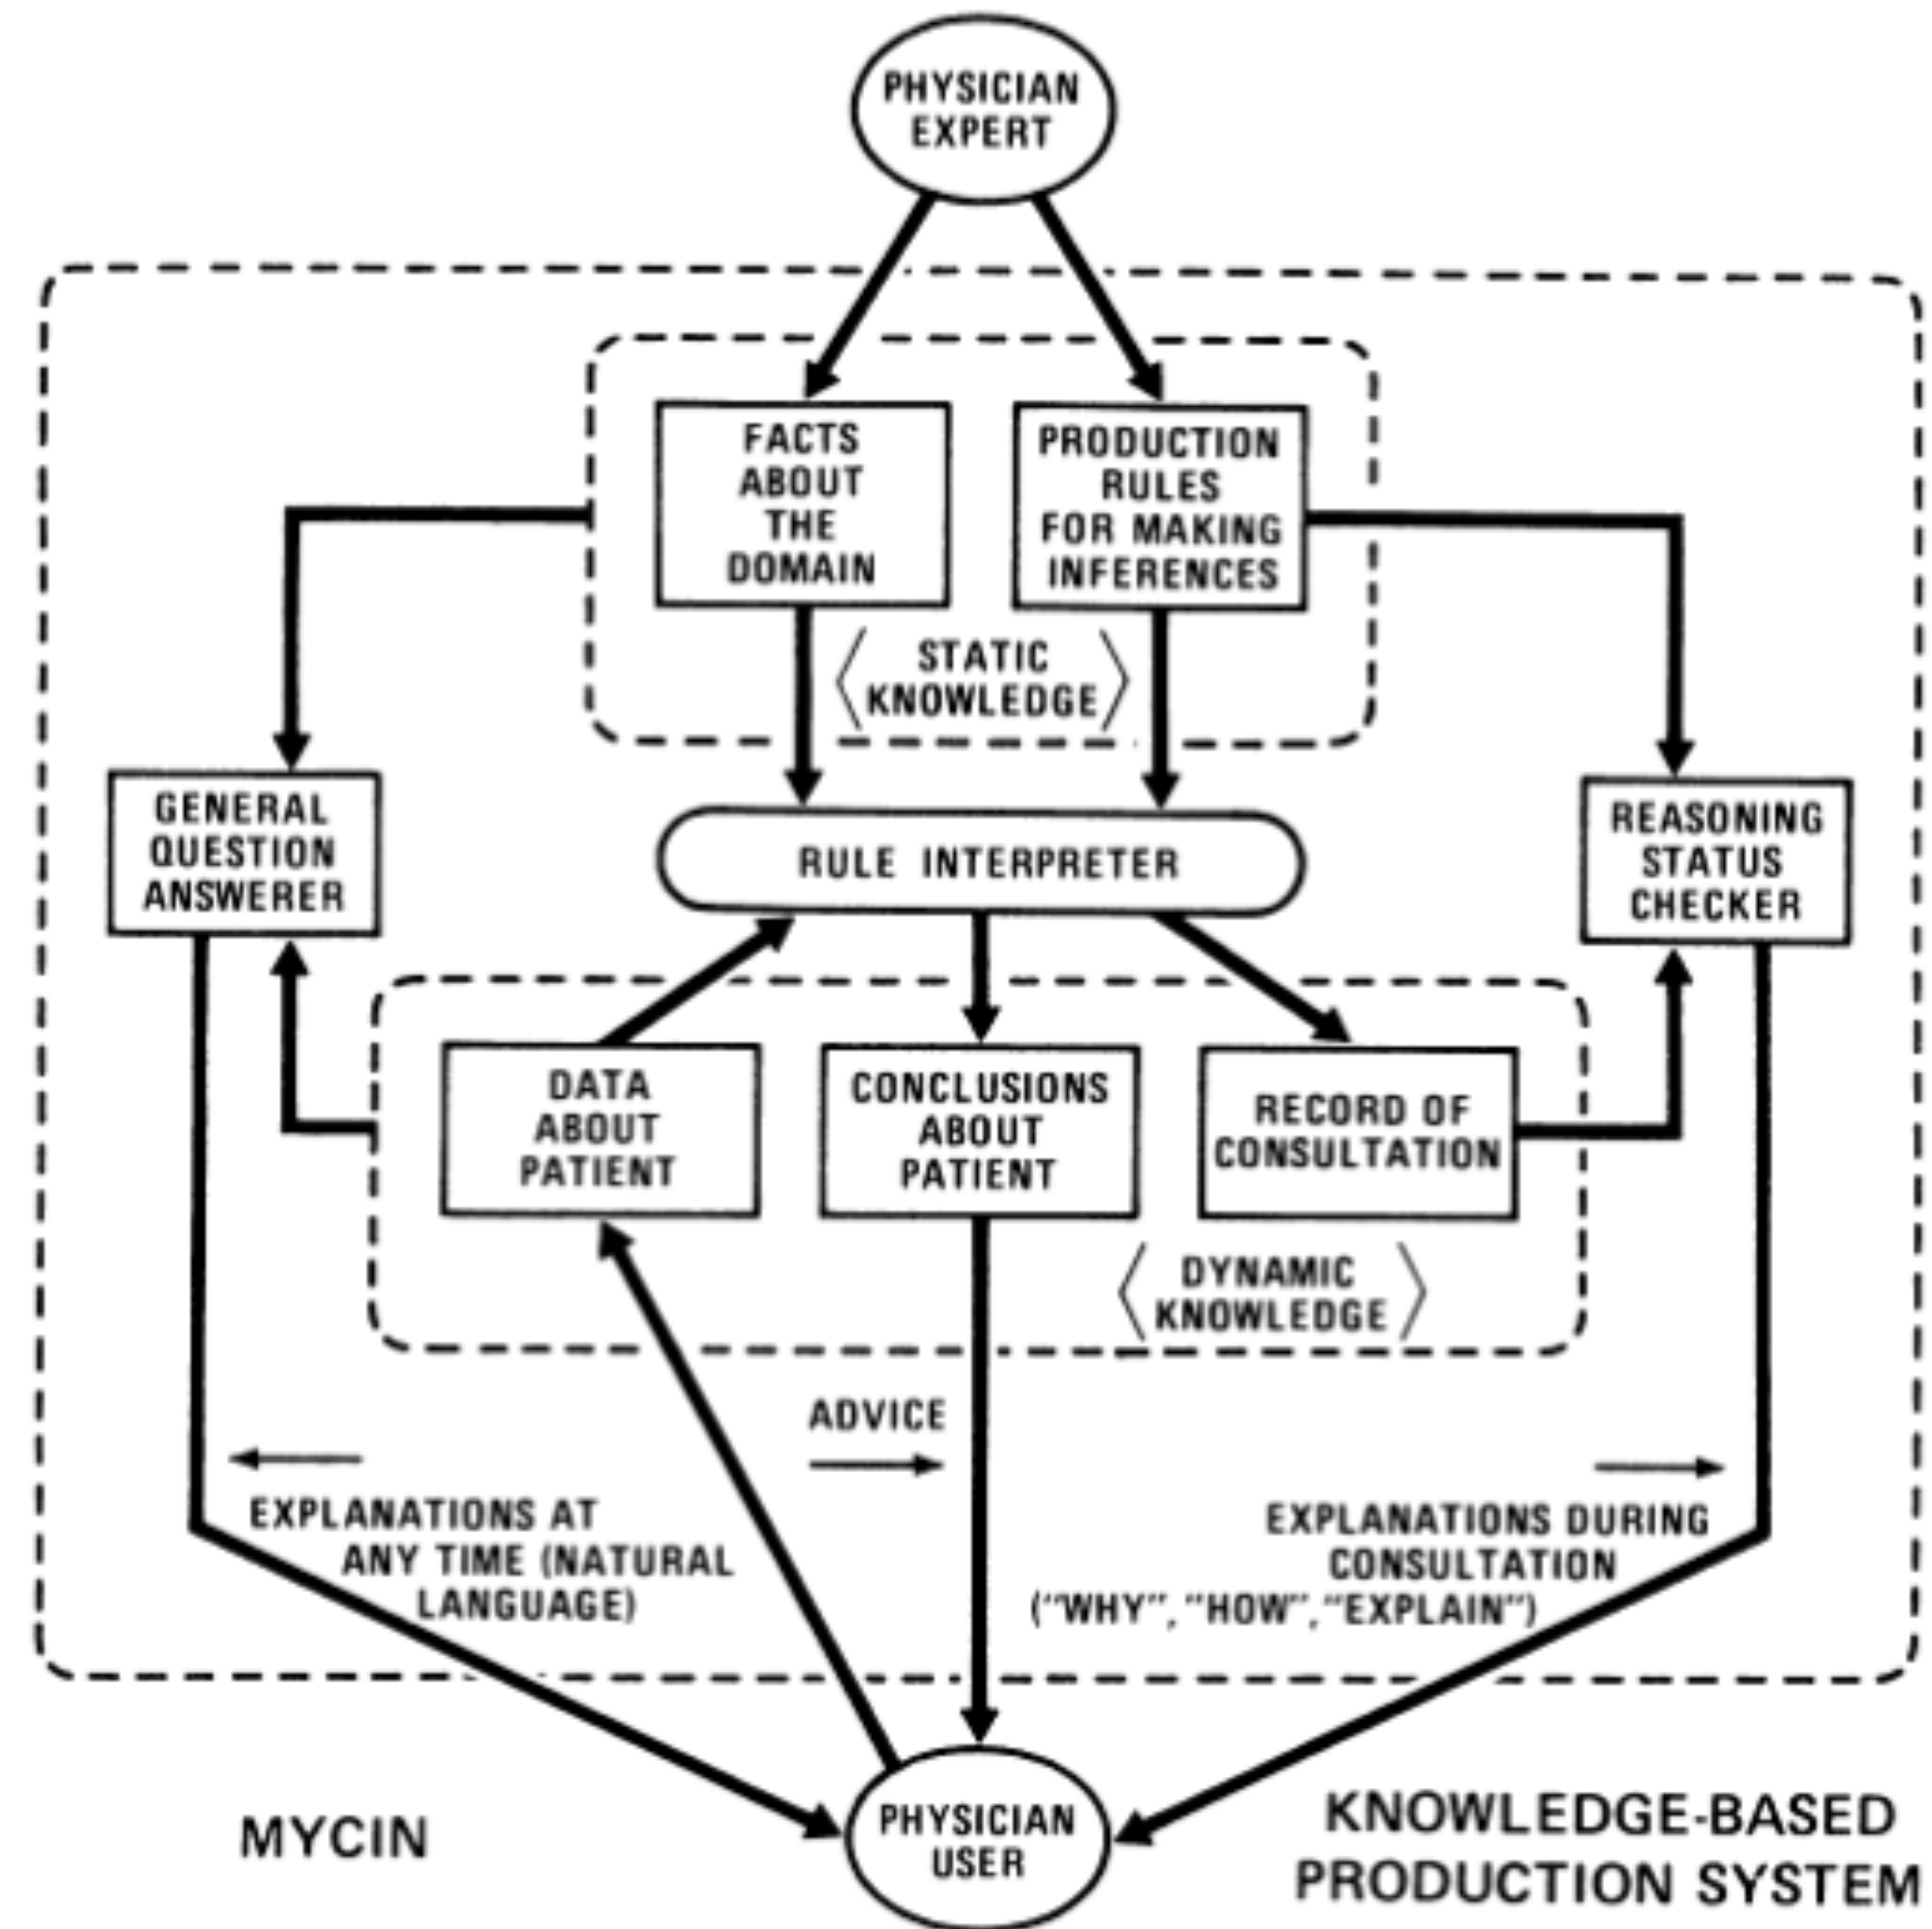 PHYSICIAN
EXPERT
FACTS
ABOUT
THE
DOMAIN
PRODUCTION
RULES
FOR MAKING
INFERENCES
STATIC
KNOWLEDGE
GENERAL
QUESTION
ANSWERER
RULE INTERPRETER
REASONING
STATUS
CHECKER
DATA
ABOUT
PATIENT
CONCLUSIONS
ABOUT
PATIENT
RECORD OF
CONSULTATION
DYNAMIC
KNOWLEDGE
ADVICE
EXPLANATIONS AT
ANY TIME (NATURAL
LANGUAGE)
EXPLANATIONS DURING
CONSULTATION
("WHY", "HOW", "EXPLAIN")
PHYSICIAN
USER
MYCIN
KNOWLEDGE-BASED
PRODUCTION SYSTEM